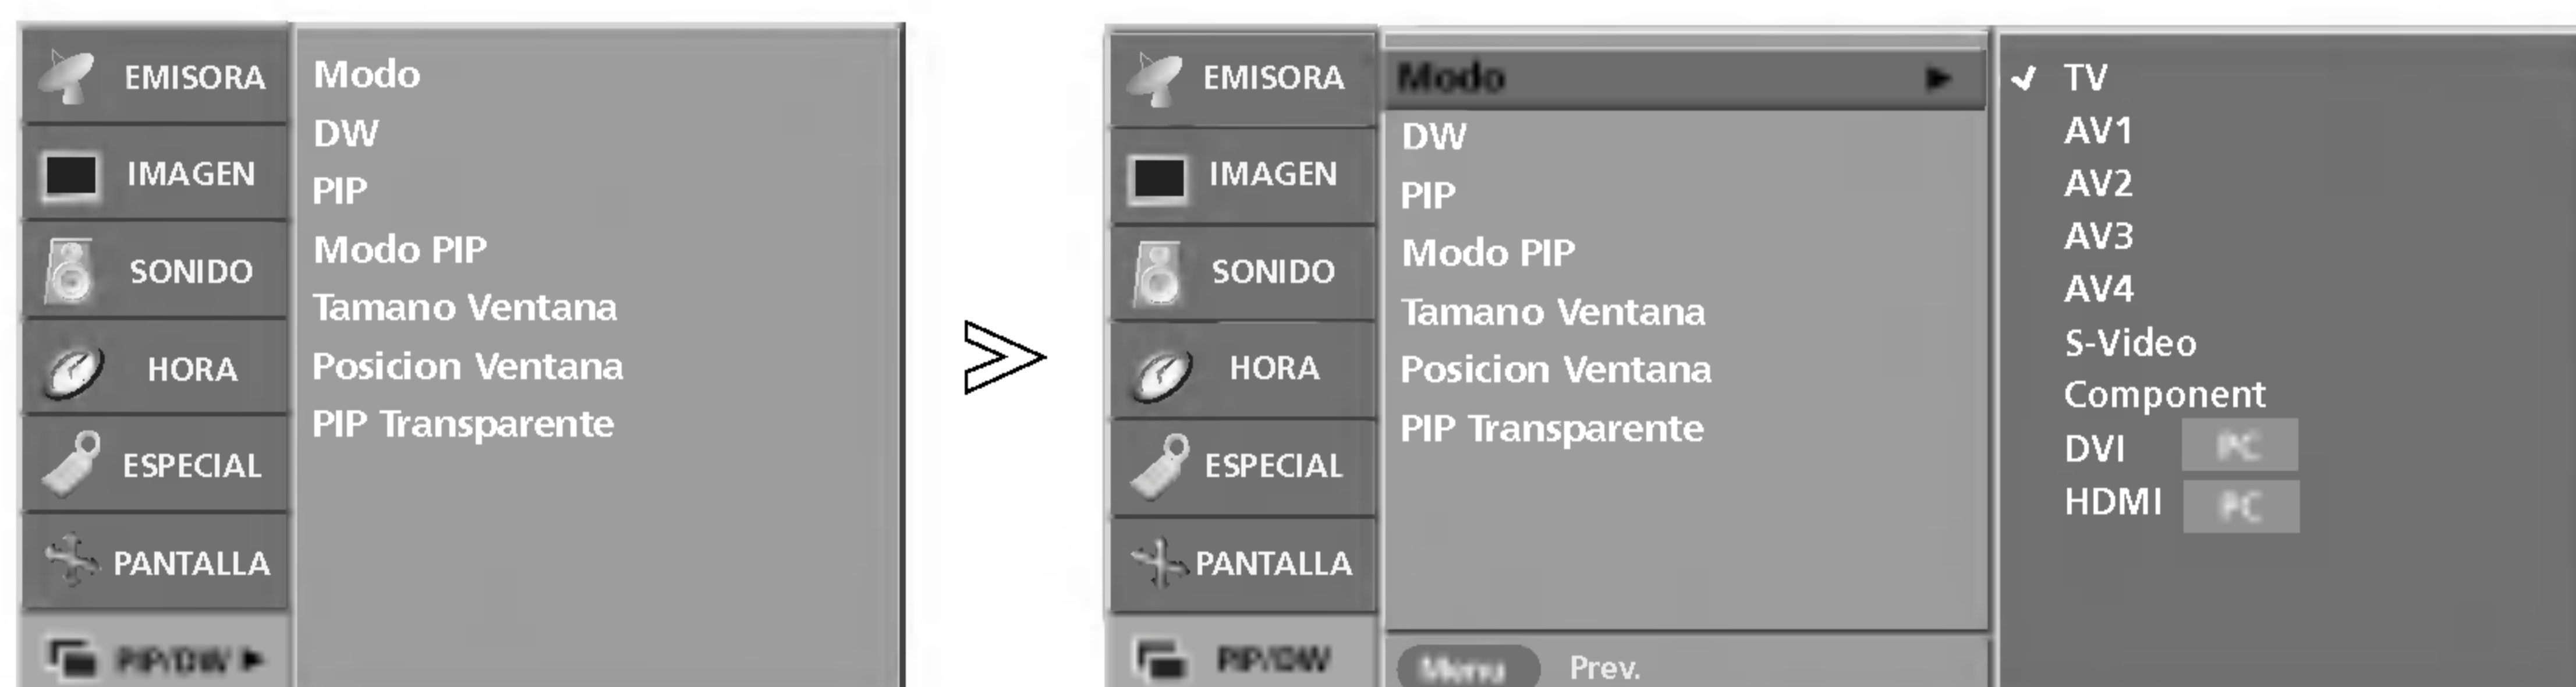 EMISORA
IMAGEN
SONIDO
HORA
ESPECIAL
PANTALLA
PIP/DW
Modo
DW
PIP
Modo PIP
Tamano Ventana
Posicion Ventana
PIP Transparente
EMISORA
IMAGEN
SONIDO
HORA
ESPECIAL
PANTALLA
PIP/DW
Modo
DW
PIP
Modo PIP
Tamano Ventana
Posicion Ventana
PIP Transparente
Menu Prev.
TV
AV1
AV2
AV3
AV4
S-Video
Component
DVI PC
HDMI PC